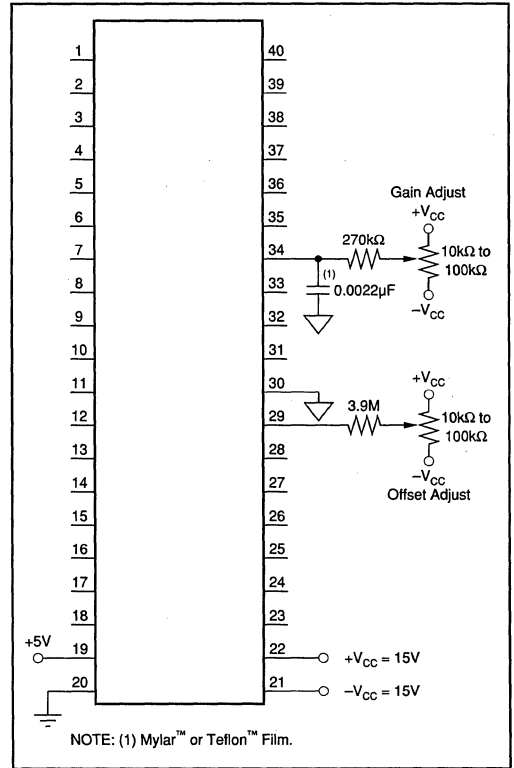 1 40
2 39
3 38
4 37
5 36
Gain Adjust
+VCC
6 35
270kΩ
10kΩ to
100kΩ
7 34
(1)
0.0022µF
8 33
−VCC
9 32
10 31
+VCC
11 30
3.9M
10kΩ to
100kΩ
12 29
13 28
−VCC
Offset Adjust
14 27
15 26
16 25
17 24
18 23
+5V
19 22 +VCC = 15V
20 21 −VCC = 15V
NOTE: (1) Mylar™ or Teflon™ Film.